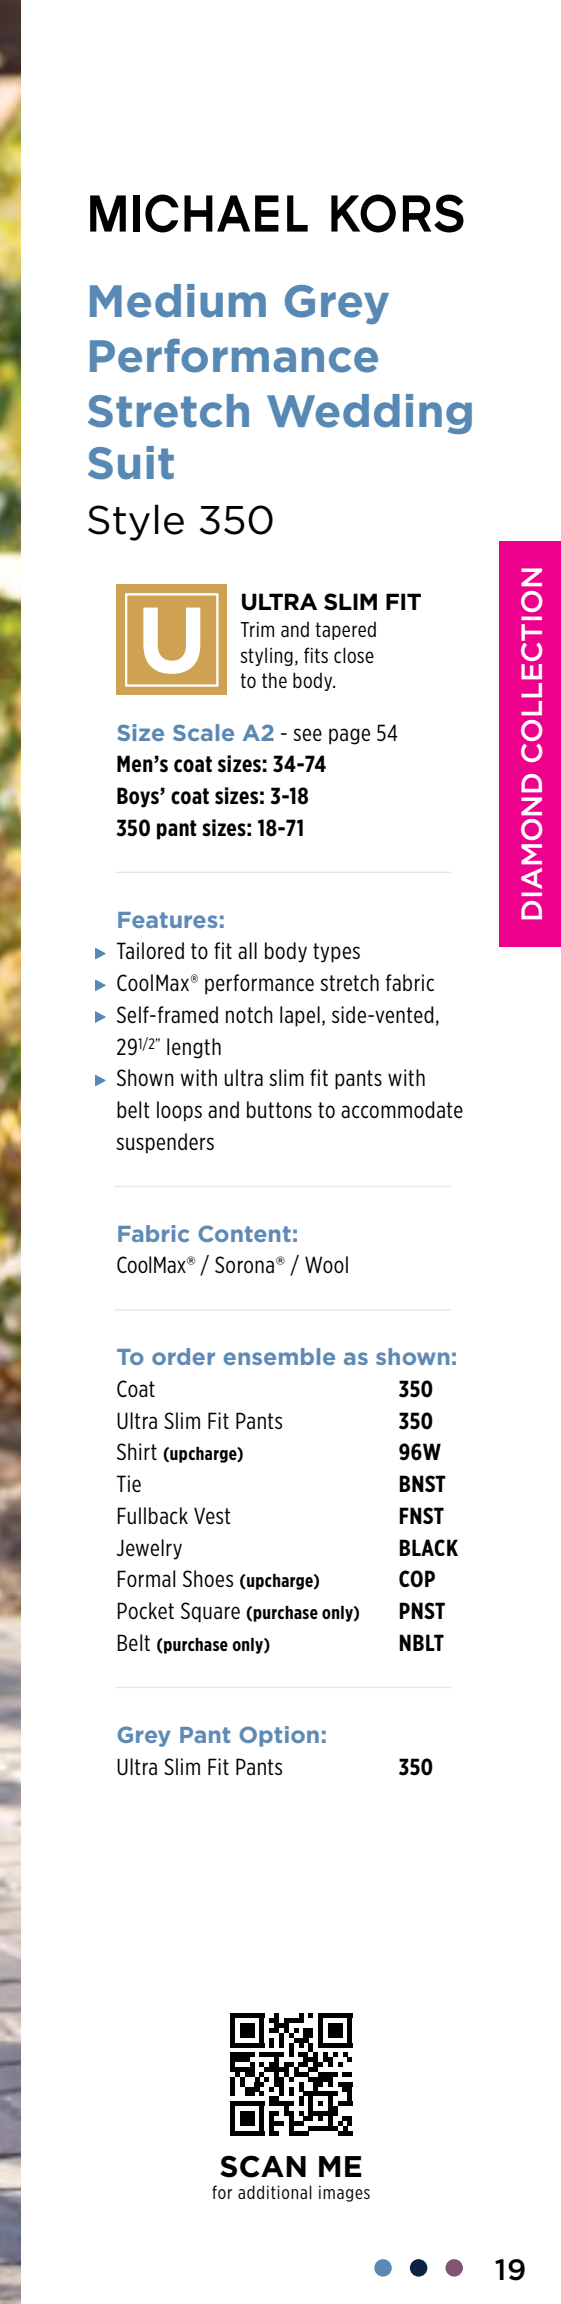 MICHAEL KORS
Medium Grey
Performance
Stretch Wedding
Suit
Style 350
U
ULTRA SLIM FIT
Trim and tapered
styling, fits close
to the body.
Size Scale A2 - see page 54
Men’s coat sizes: 34-74
Boys’ coat sizes: 3-18
350 pant sizes: 18-71
DIAMOND COLLECTION
Features:
▶ Tailored to fit all body types
▶ CoolMax® performance stretch fabric
▶ Self-framed notch lapel, side-vented,
29 1/2” length
▶ Shown with ultra slim fit pants with
belt loops and buttons to accommodate
suspenders
Fabric Content:
CoolMax® / Sorona® / Wool
To order ensemble as shown:
Coat 350
Ultra Slim Fit Pants 350
Shirt (upcharge) 96W
Tie BNST
Fullback Vest FNST
Jewelry BLACK
Formal Shoes (upcharge) COP
Pocket Square (purchase only) PNST
Belt (purchase only) NBLT
Grey Pant Option:
Ultra Slim Fit Pants 350
SCAN ME
for additional images
19